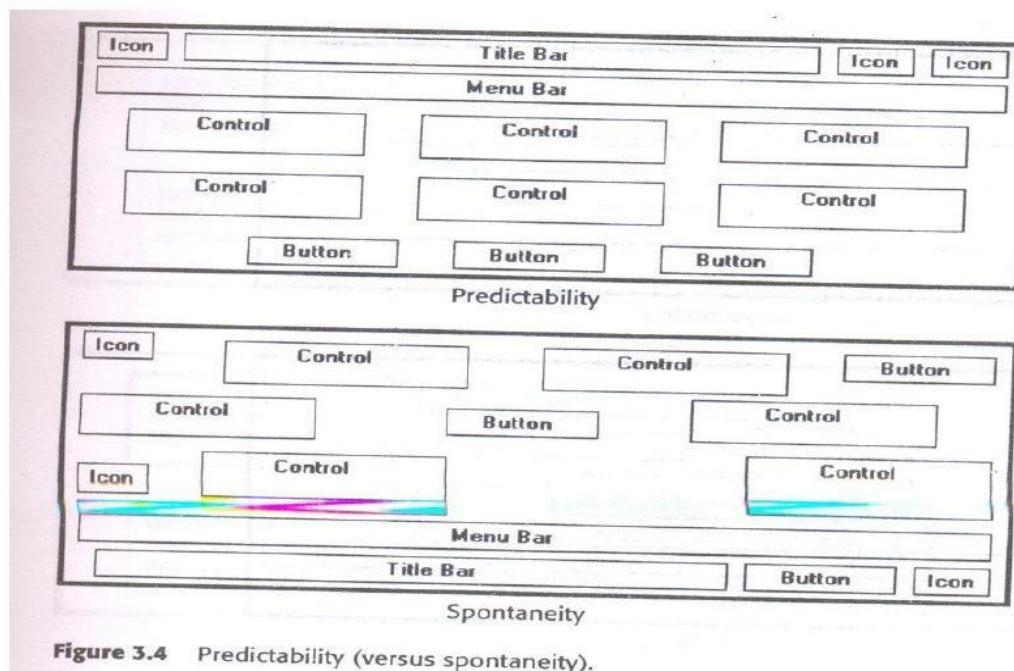 Icon Title Bar Icon Icon
Menu Bar
Control Control Control
Control Control Control
Button Button Button
Predictability
Icon Control Control Button
Control Button Control
Icon Control Control
Menu Bar
Title Bar Button Icon
Spontaneity
Figure 3.4 Predictability (versus spontaneity).